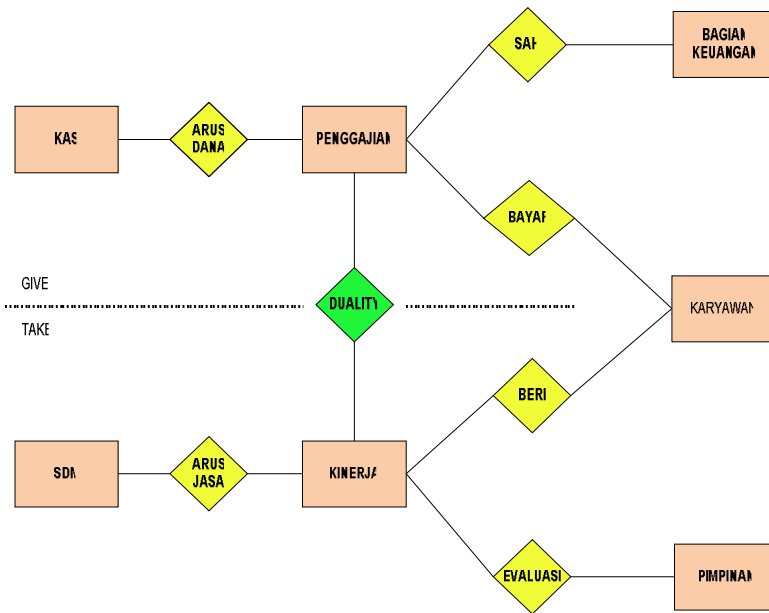 SAH
BAGIAN
KEUANGAN
KAS
ARUS
DANA
PENGGAJIAN
BAYAR
GIVE
DUALITY
KARYAWAN
TAKE
BERI
SDM
ARUS
JASA
KINERJA
EVALUASI
PIMPINAN